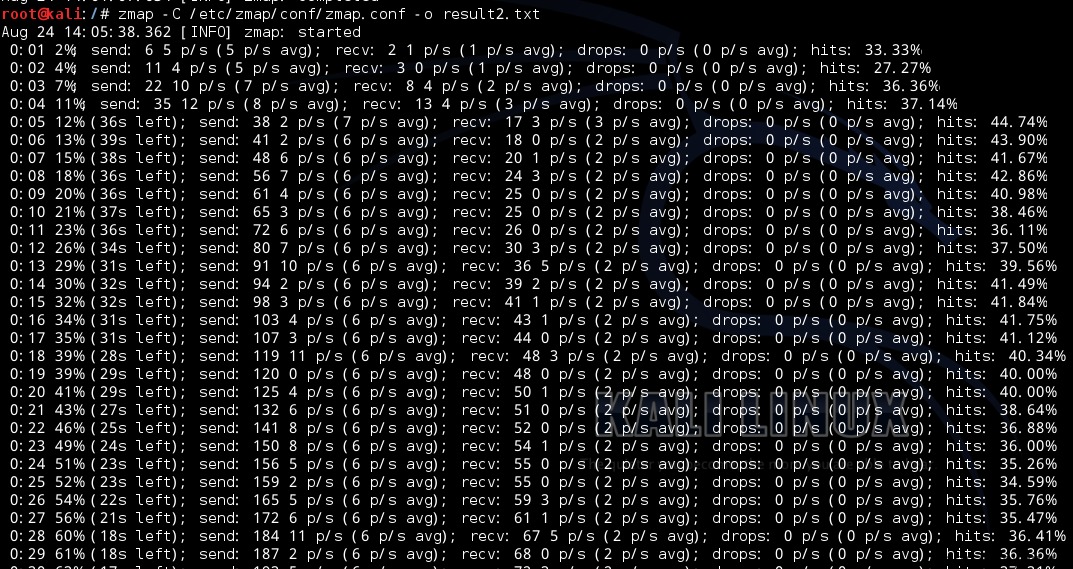 root@kali:/# zmap -C /etc/zmap/conf/zmap.conf -o result2.txt
Aug 24 14:05:38.362 [INFO] zmap: started
0:01 2%; send: 6 5 p/s (5 p/s avg); recv: 2 1 p/s (1 p/s avg); drops: 0 p/s (0 p/s avg); hits: 33.33%
0:02 4%; send: 11 4 p/s (5 p/s avg); recv: 3 0 p/s (1 p/s avg); drops: 0 p/s (0 p/s avg); hits: 27.27%
0:03 7%; send: 22 10 p/s (7 p/s avg); recv: 8 4 p/s (2 p/s avg); drops: 0 p/s (0 p/s avg); hits: 36.36%
0:04 11%; send: 35 12 p/s (8 p/s avg); recv: 13 4 p/s (3 p/s avg); drops: 0 p/s (0 p/s avg); hits: 37.14%
0:05 12% (36s left); send: 38 2 p/s (7 p/s avg); recv: 17 3 p/s (3 p/s avg); drops: 0 p/s (0 p/s avg); hits: 44.74%
0:06 13% (39s left); send: 41 2 p/s (6 p/s avg); recv: 18 0 p/s (2 p/s avg); drops: 0 p/s (0 p/s avg); hits: 43.90%
0:07 15% (38s left); send: 48 6 p/s (6 p/s avg); recv: 20 1 p/s (2 p/s avg); drops: 0 p/s (0 p/s avg); hits: 41.67%
0:08 18% (36s left); send: 56 7 p/s (6 p/s avg); recv: 24 3 p/s (2 p/s avg); drops: 0 p/s (0 p/s avg); hits: 42.86%
0:09 20% (36s left); send: 61 4 p/s (6 p/s avg); recv: 25 0 p/s (2 p/s avg); drops: 0 p/s (0 p/s avg); hits: 40.98%
0:10 21% (37s left); send: 65 3 p/s (6 p/s avg); recv: 25 0 p/s (2 p/s avg); drops: 0 p/s (0 p/s avg); hits: 38.46%
0:11 23% (36s left); send: 72 6 p/s (6 p/s avg); recv: 26 0 p/s (2 p/s avg); drops: 0 p/s (0 p/s avg); hits: 36.11%
0:12 26% (34s left); send: 80 7 p/s (6 p/s avg); recv: 30 3 p/s (2 p/s avg); drops: 0 p/s (0 p/s avg); hits: 37.50%
0:13 29% (31s left); send: 91 10 p/s (6 p/s avg); recv: 36 5 p/s (2 p/s avg); drops: 0 p/s (0 p/s avg); hits: 39.56%
0:14 30% (32s left); send: 94 2 p/s (6 p/s avg); recv: 39 2 p/s (2 p/s avg); drops: 0 p/s (0 p/s avg); hits: 41.49%
0:15 32% (32s left); send: 98 3 p/s (6 p/s avg); recv: 41 1 p/s (2 p/s avg); drops: 0 p/s (0 p/s avg); hits: 41.84%
0:16 34% (31s left); send: 103 4 p/s (6 p/s avg); recv: 43 1 p/s (2 p/s avg); drops: 0 p/s (0 p/s avg); hits: 41.75%
0:17 35% (31s left); send: 107 3 p/s (6 p/s avg); recv: 44 0 p/s (2 p/s avg); drops: 0 p/s (0 p/s avg); hits: 41.12%
0:18 39% (28s left); send: 119 11 p/s (6 p/s avg); recv: 48 3 p/s (2 p/s avg); drops: 0 p/s (0 p/s avg); hits: 40.34%
0:19 39% (29s left); send: 120 0 p/s (6 p/s avg); recv: 48 0 p/s (2 p/s avg); drops: 0 p/s (0 p/s avg); hits: 40.00%
0:20 41% (29s left); send: 125 4 p/s (6 p/s avg); recv: 50 1 p/s (2 p/s avg); drops: 0 p/s (0 p/s avg); hits: 40.00%
0:21 43% (27s left); send: 132 6 p/s (6 p/s avg); recv: 51 0 p/s (2 p/s avg); drops: 0 p/s (0 p/s avg); hits: 38.64%
0:22 46% (25s left); send: 141 8 p/s (6 p/s avg); recv: 52 0 p/s (2 p/s avg); drops: 0 p/s (0 p/s avg); hits: 36.88%
0:23 49% (24s left); send: 150 8 p/s (6 p/s avg); recv: 54 1 p/s (2 p/s avg); drops: 0 p/s (0 p/s avg); hits: 36.00%
0:24 51% (23s left); send: 156 5 p/s (6 p/s avg); recv: 55 0 p/s (2 p/s avg); drops: 0 p/s (0 p/s avg); hits: 35.26%
0:25 52% (23s left); send: 159 2 p/s (6 p/s avg); recv: 55 0 p/s (2 p/s avg); drops: 0 p/s (0 p/s avg); hits: 34.59%
0:26 54% (22s left); send: 165 5 p/s (6 p/s avg); recv: 59 3 p/s (2 p/s avg); drops: 0 p/s (0 p/s avg); hits: 35.76%
0:27 56% (21s left); send: 172 6 p/s (6 p/s avg); recv: 61 1 p/s (2 p/s avg); drops: 0 p/s (0 p/s avg); hits: 35.47%
0:28 60% (18s left); send: 184 11 p/s (6 p/s avg); recv: 67 5 p/s (2 p/s avg); drops: 0 p/s (0 p/s avg); hits: 36.41%
0:29 61% (18s left); send: 187 2 p/s (6 p/s avg); recv: 68 0 p/s (2 p/s avg); drops: 0 p/s (0 p/s avg); hits: 36.36%
KALI LINUX